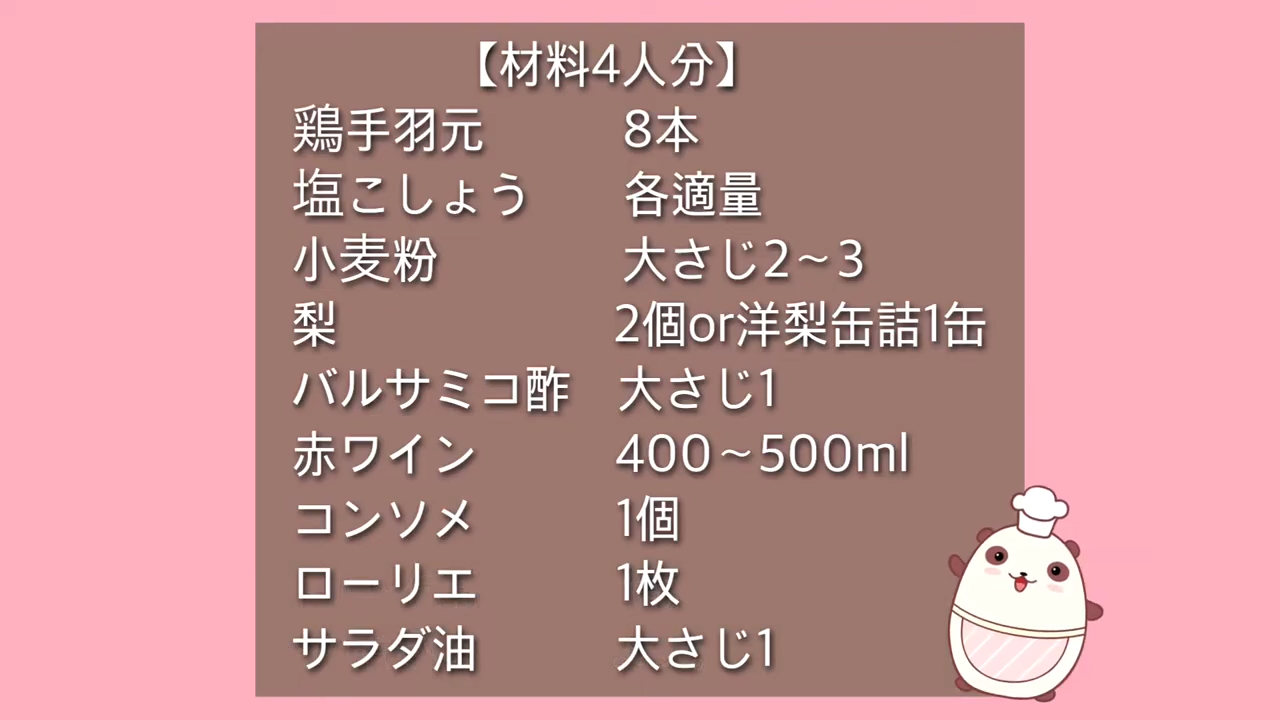 【材料4人分】
鶏手羽元 8本
塩こしょう 各適量
小麦粉 大さじ2～3
梨 2個or洋梨缶詰1缶
バルサミコ酢 大さじ1
赤ワイン 400～500ml
コンソメ 1個
ローリエ 1枚
サラダ油 大さじ1